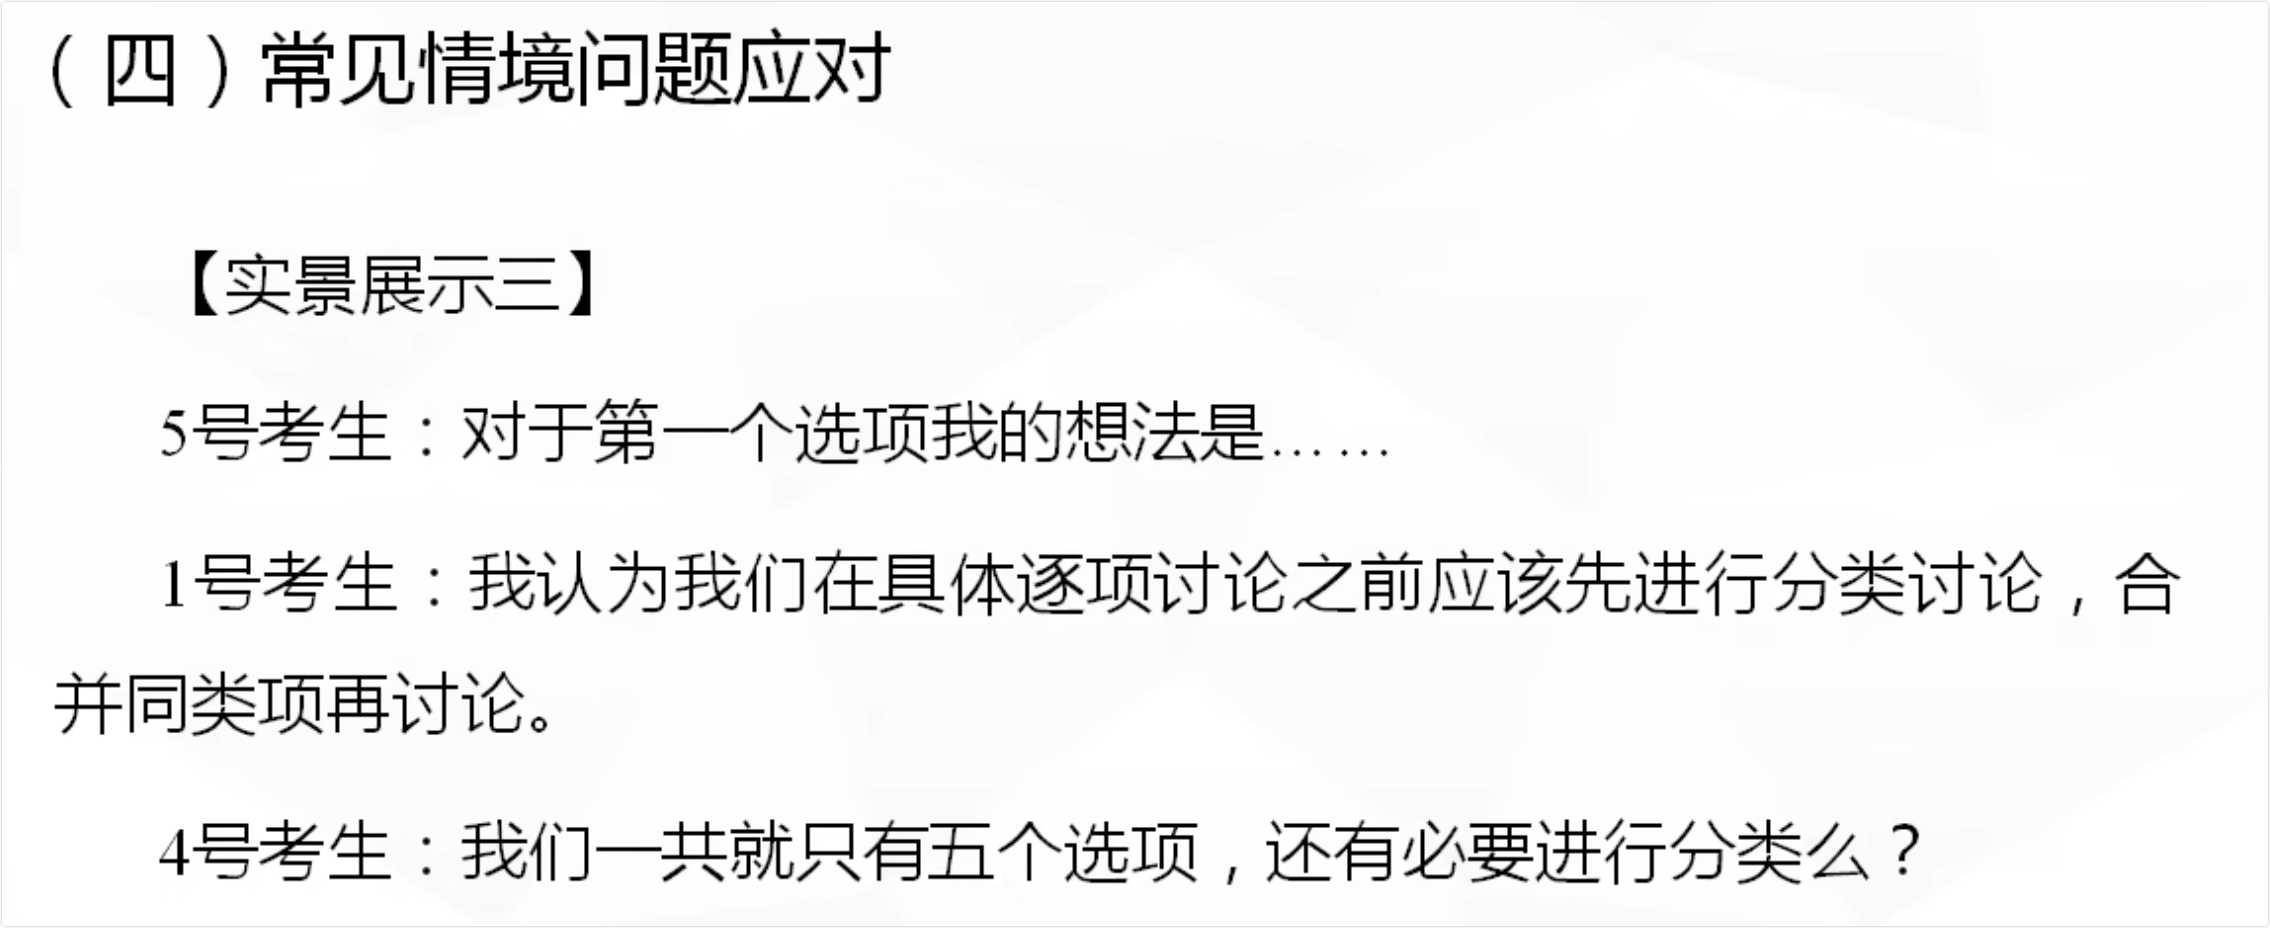 （四）常见情境问题应对
【实景展示三】
5号考生：对于第一个选项我的想法是……
1号考生：我认为我们在具体逐项讨论之前应该先进行分类讨论，合
并同类项再讨论。
4号考生：我们一共就只有五个选项，还有必要进行分类么？